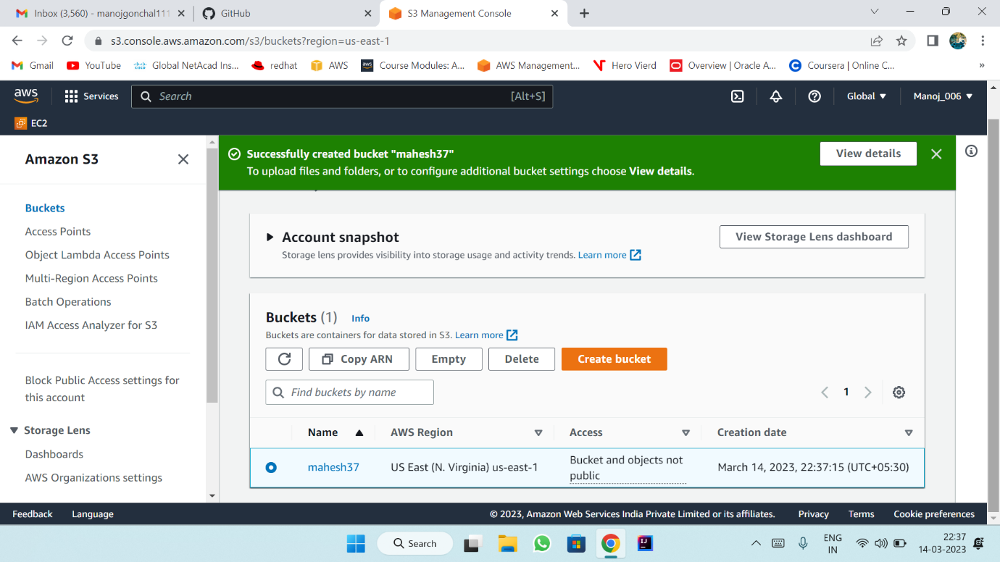 Inbox (3,560) - manojgonchal111
GitHub
S3 Management Console
s3.console.aws.amazon.com/s3/buckets?region=us-east-1
Gmail
YouTube
Global NetAcad Ins...
redhat
AWS
Course Modules: A...
AWS Management...
Hero Vierd
Overview | Oracle A...
Coursera | Online C...
»
aws
Services
Search
[Alt+S]
Global
Manoj_006
EC2
Amazon S3
Buckets
Access Points
Object Lambda Access Points
Multi-Region Access Points
Batch Operations
IAM Access Analyzer for S3
Block Public Access settings for
this account
Storage Lens
Dashboards
AWS Organizations settings
Successfully created bucket "mahesh37"
To upload files and folders, or to configure additional bucket settings choose View details.
View details
Account snapshot
Storage lens provides visibility into storage usage and activity trends. Learn more
View Storage Lens dashboard
Buckets (1) Info
Buckets are containers for data stored in S3. Learn more
Copy ARN
Empty
Delete
Create bucket
Find buckets by name
1
Name
AWS Region
Access
Creation date
mahesh37
US East (N. Virginia) us-east-1
Bucket and objects not
public
March 14, 2023, 22:37:15 (UTC+05:30)
Feedback
Language
© 2023, Amazon Web Services India Private Limited or its affiliates.
Privacy
Terms
Cookie preferences
Search
ENG
IN
22:37
14-03-2023